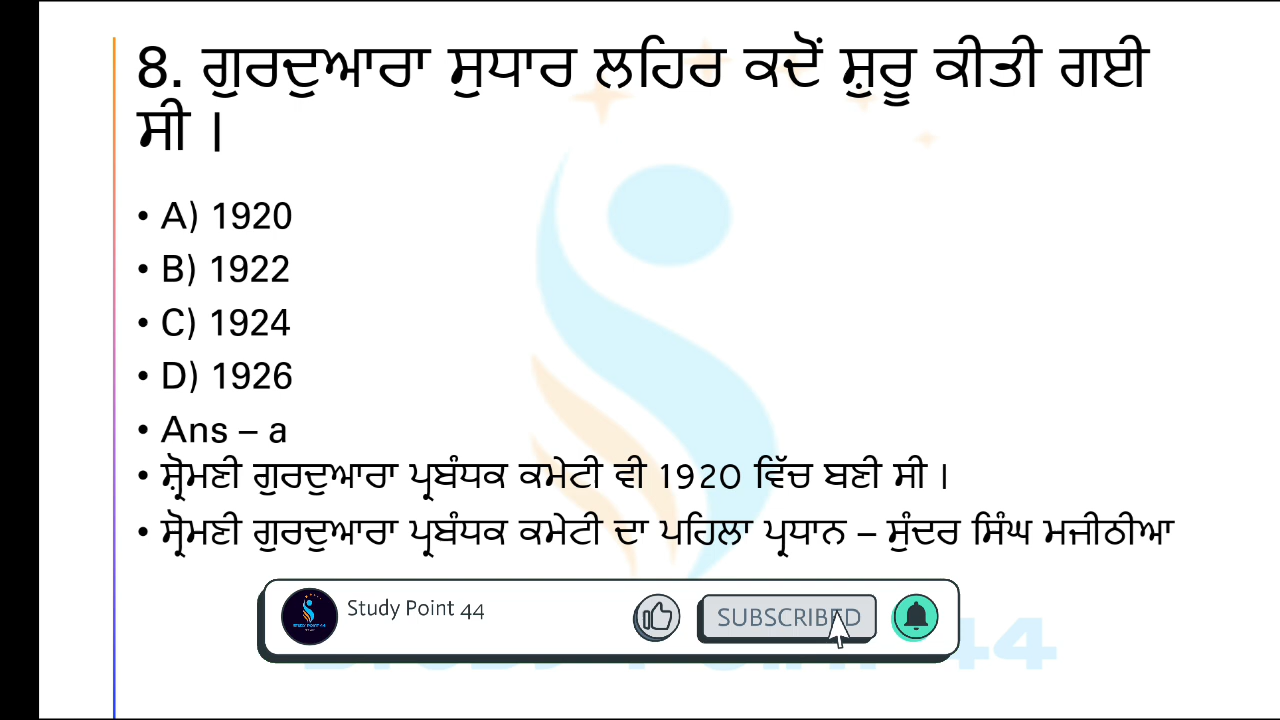 8. ਗੁਰਦੁਆਰਾ ਸੁਧਾਰ ਲਹਿਰ ਕਦੋਂ ਸ਼ੁਰੂ ਕੀਤੀ ਗਈ
ਸੀ ।
• A) 1920
• B) 1922
• C) 1924
• D) 1926
• Ans – a
• ਸ਼੍ਰੋਮਣੀ ਗੁਰਦੁਆਰਾ ਪ੍ਰਬੰਧਕ ਕਮੇਟੀ ਵੀ 1920 ਵਿੱਚ ਬਣੀ ਸੀ ।
• ਸ੍ਰੋਮਣੀ ਗੁਰਦੁਆਰਾ ਪ੍ਰਬੰਧਕ ਕਮੇਟੀ ਦਾ ਪਹਿਲਾ ਪ੍ਰਧਾਨ – ਸੁੰਦਰ ਸਿੰਘ ਮਜੀਠੀਆ
Study Point 44
SUBSCRIBED
44